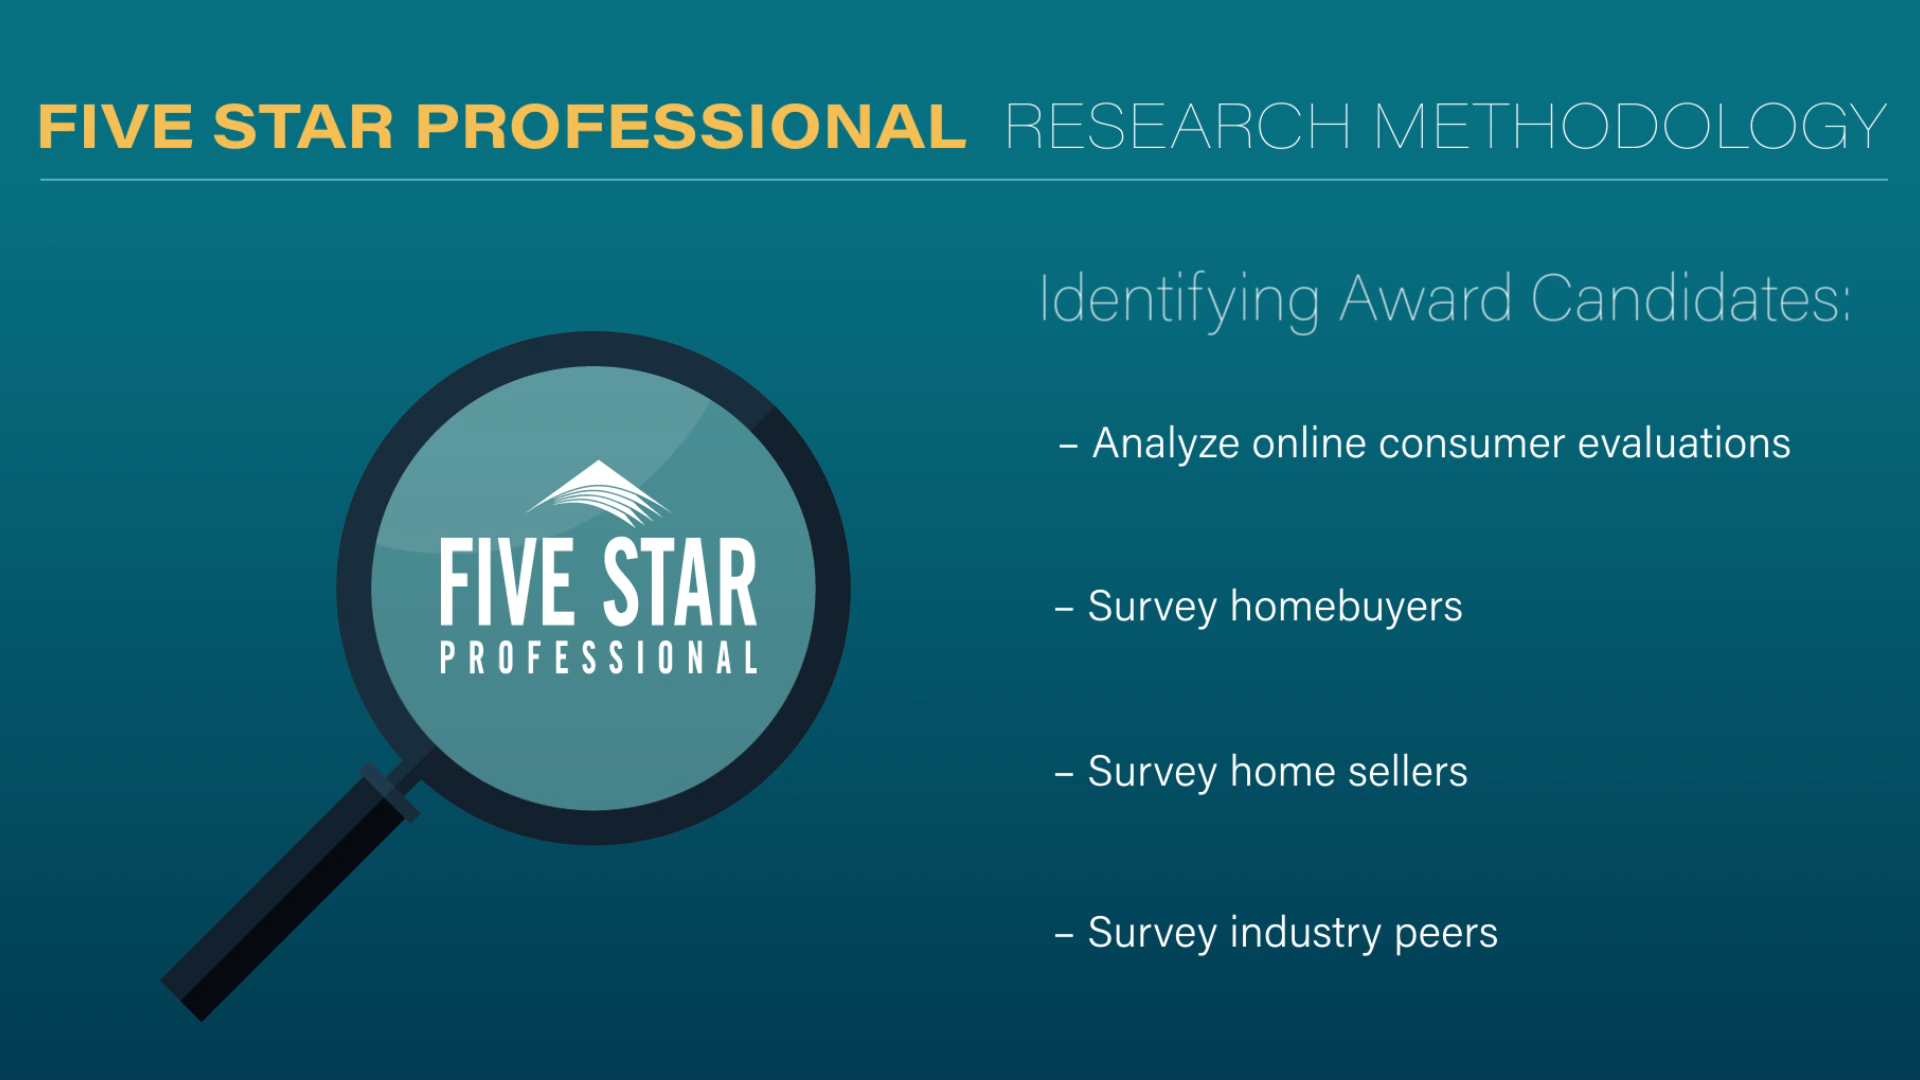 FIVE STAR PROFESSIONAL RESEARCH METHODOLOGY
Identifying Award Candidates:
– Analyze online consumer evaluations
– Survey homebuyers
– Survey home sellers
– Survey industry peers
FIVE STAR
PROFESSIONAL